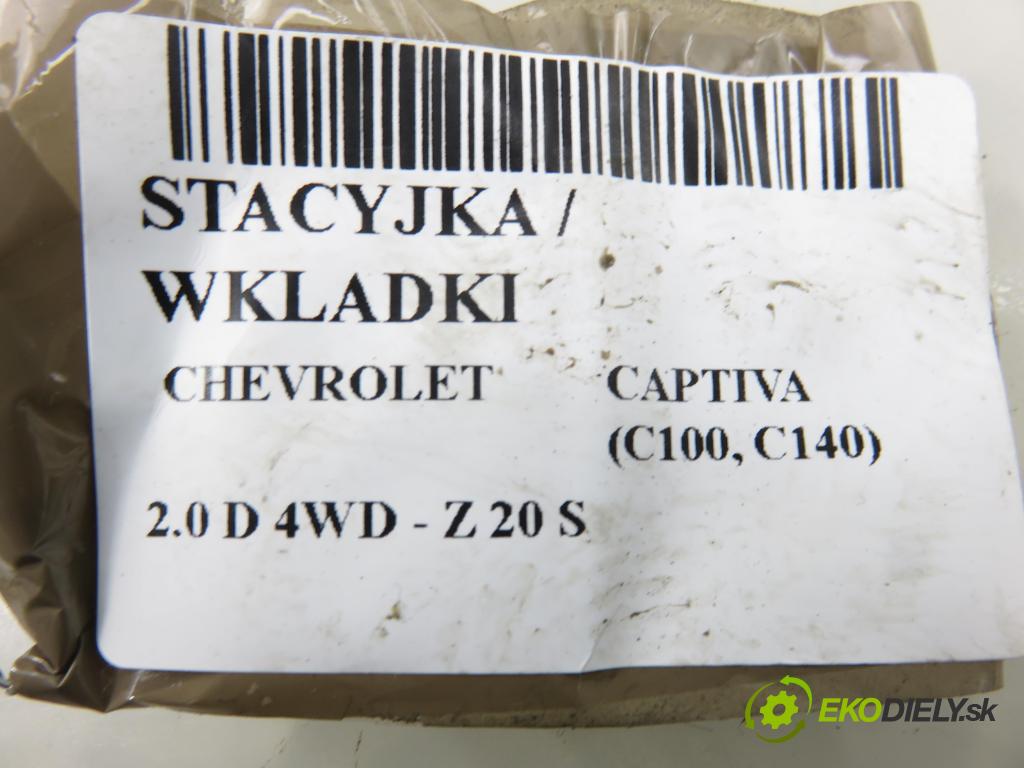 STACYJKA /
WKLADKI
CHEVROLET CAPTIVA
(C100, C140)
2.0 D 4WD - Z 20 S
EKODIELY.sk